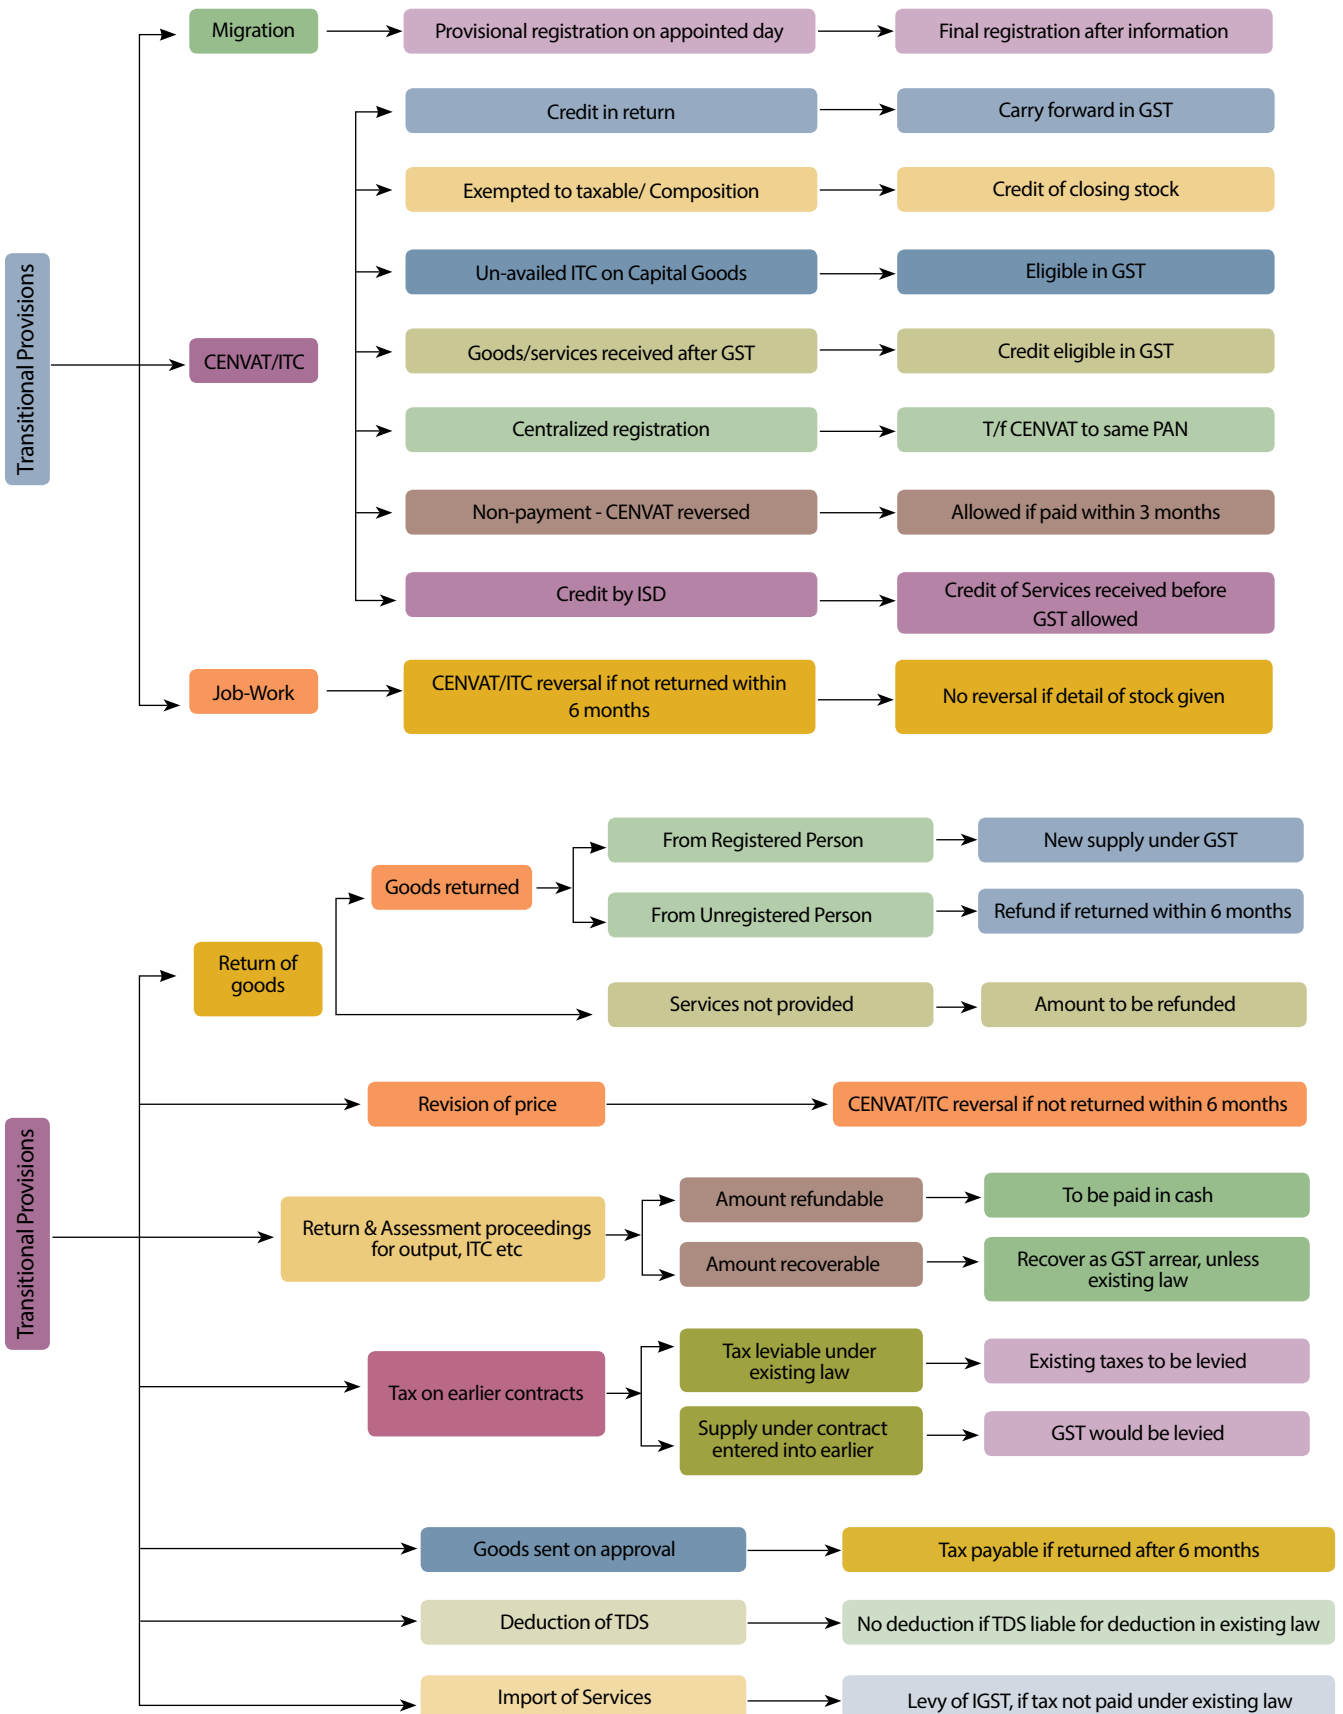 Transitional Provisions
Migration
Provisional registration on appointed day
Final registration after information
CENVAT/ITC
Credit in return
Carry forward in GST
Exempted to taxable/ Composition
Credit of closing stock
Un-availed ITC on Capital Goods
Eligible in GST
Goods/services received after GST
Credit eligible in GST
Centralized registration
T/f CENVAT to same PAN
Non-payment - CENVAT reversed
Allowed if paid within 3 months
Credit by ISD
Credit of Services received before
GST allowed
Job-Work
CENVAT/ITC reversal if not returned within
6 months
No reversal if detail of stock given
Transitional Provisions
Return of
goods
Goods returned
From Registered Person
New supply under GST
From Unregistered Person
Refund if returned within 6 months
Services not provided
Amount to be refunded
Revision of price
CENVAT/ITC reversal if not returned within 6 months
Return & Assessment proceedings
for output, ITC etc
Amount refundable
To be paid in cash
Amount recoverable
Recover as GST arrear, unless
existing law
Tax on earlier contracts
Tax leviable under
existing law
Existing taxes to be levied
Supply under contract
entered into earlier
GST would be levied
Goods sent on approval
Tax payable if returned after 6 months
Deduction of TDS
No deduction if TDS liable for deduction in existing law
Import of Services
Levy of IGST, if tax not paid under existing law